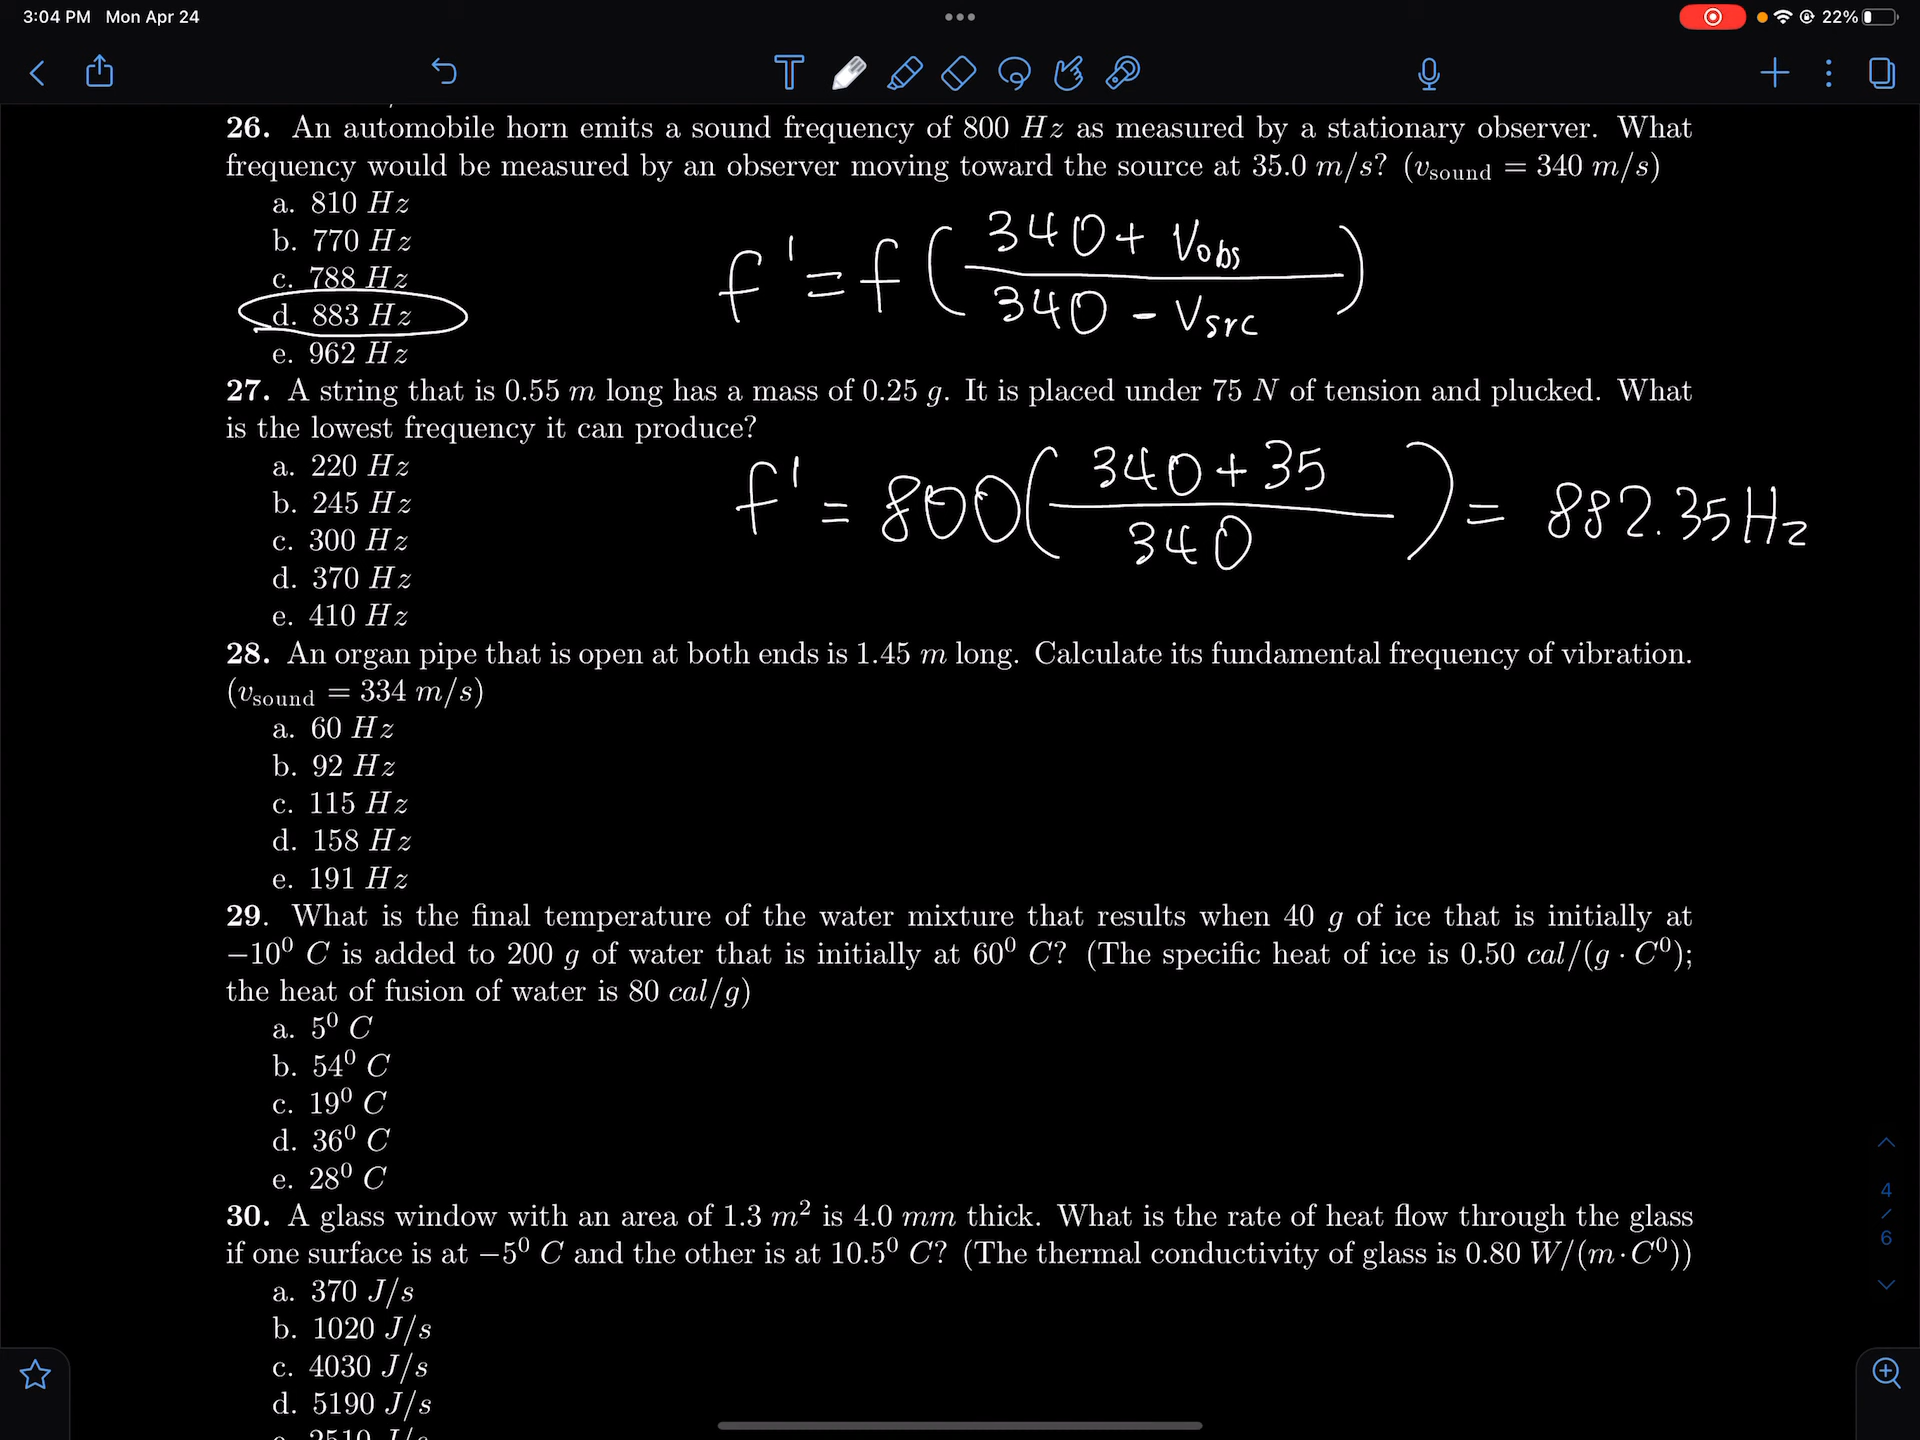 3:04 PM Mon Apr 24
22%
26. An automobile horn emits a sound frequency of 800 Hz as measured by a stationary observer. What
frequency would be measured by an observer moving toward the source at 35.0 m/s? (v_sound = 340 m/s)
a. 810 Hz
b. 770 Hz
c. 788 Hz
d. 883 Hz
e. 962 Hz
f' = f ( (340 + Vobs) / (340 - Vsrc) )
27. A string that is 0.55 m long has a mass of 0.25 g. It is placed under 75 N of tension and plucked. What
is the lowest frequency it can produce?
a. 220 Hz
b. 245 Hz
c. 300 Hz
d. 370 Hz
e. 410 Hz
f' = 800 ( (340 + 35) / 340 ) = 882.35 Hz
28. An organ pipe that is open at both ends is 1.45 m long. Calculate its fundamental frequency of vibration.
(v_sound = 334 m/s)
a. 60 Hz
b. 92 Hz
c. 115 Hz
d. 158 Hz
e. 191 Hz
29. What is the final temperature of the water mixture that results when 40 g of ice that is initially at
−10⁰ C is added to 200 g of water that is initially at 60⁰ C? (The specific heat of ice is 0.50 cal/(g · C⁰);
the heat of fusion of water is 80 cal/g)
a. 5⁰ C
b. 54⁰ C
c. 19⁰ C
d. 36⁰ C
e. 28⁰ C
30. A glass window with an area of 1.3 m² is 4.0 mm thick. What is the rate of heat flow through the glass
if one surface is at −5⁰ C and the other is at 10.5⁰ C? (The thermal conductivity of glass is 0.80 W/(m · C⁰))
a. 370 J/s
b. 1020 J/s
c. 4030 J/s
d. 5190 J/s
4
/
6